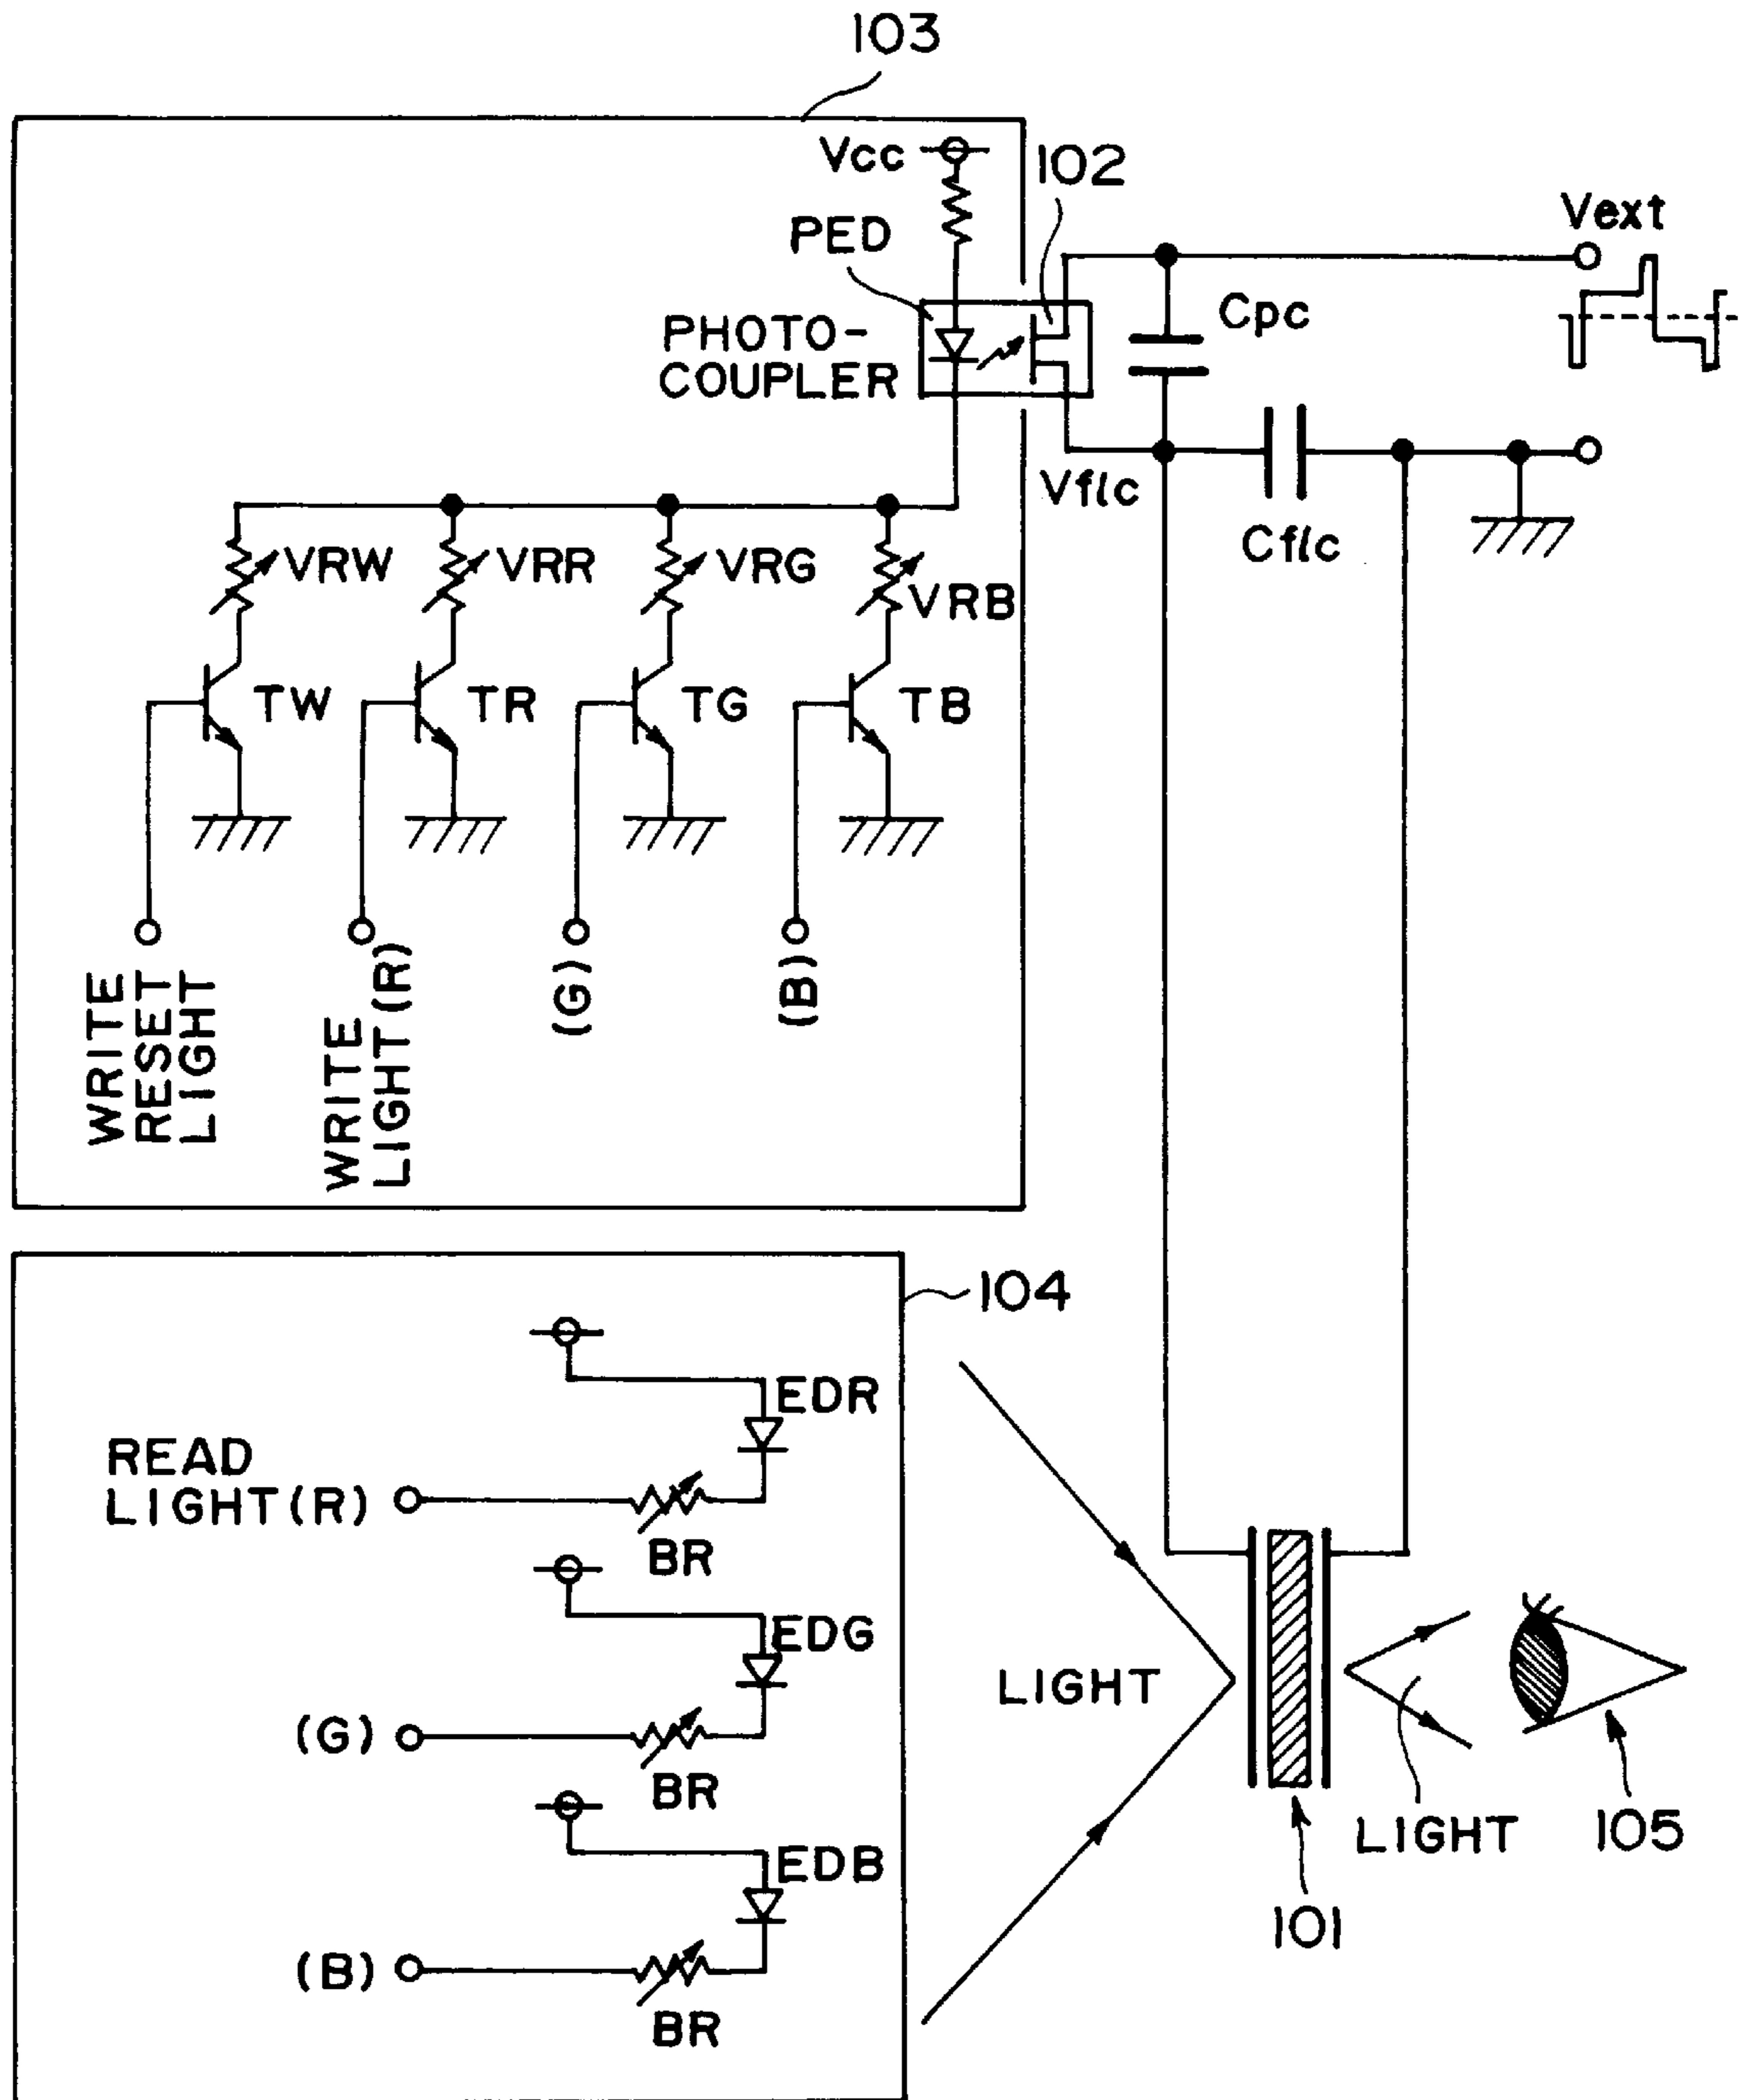 103
Vcc
102
PED
Vext
PHOTO-
COUPLER
Cpc
Vflc
Cflc
VRW
VRR
VRG
VRB
TW
TR
TG
TB
WRITE
RESET
LIGHT
WRITE
LIGHT(R)
(G)
(B)
104
EDR
READ
LIGHT(R)
BR
EDG
(G)
BR
EDB
(B)
BR
LIGHT
LIGHT
105
101